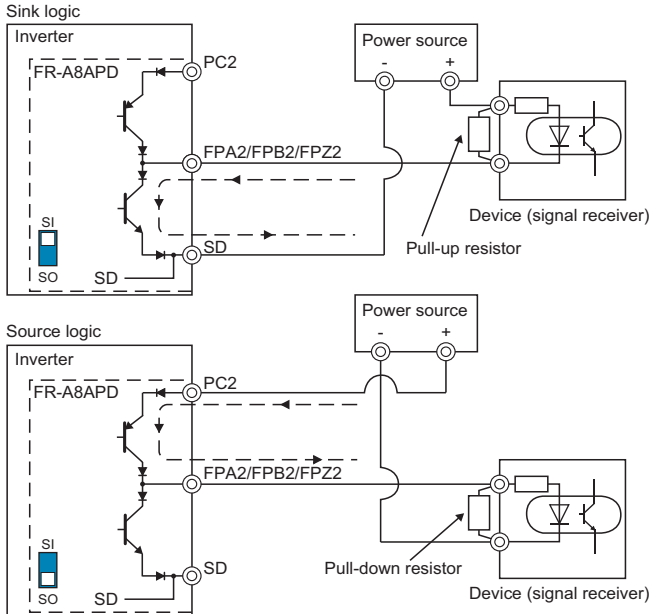 Sink logic
Inverter
FR-A8APD
PC2
Power source
- +
FPA2/FPB2/FPZ2
Device (signal receiver)
SI
SO
SD
SD
Pull-up resistor
Source logic
Inverter
FR-A8APD
PC2
Power source
- +
FPA2/FPB2/FPZ2
SI
SO
SD
SD
Pull-down resistor
Device (signal receiver)